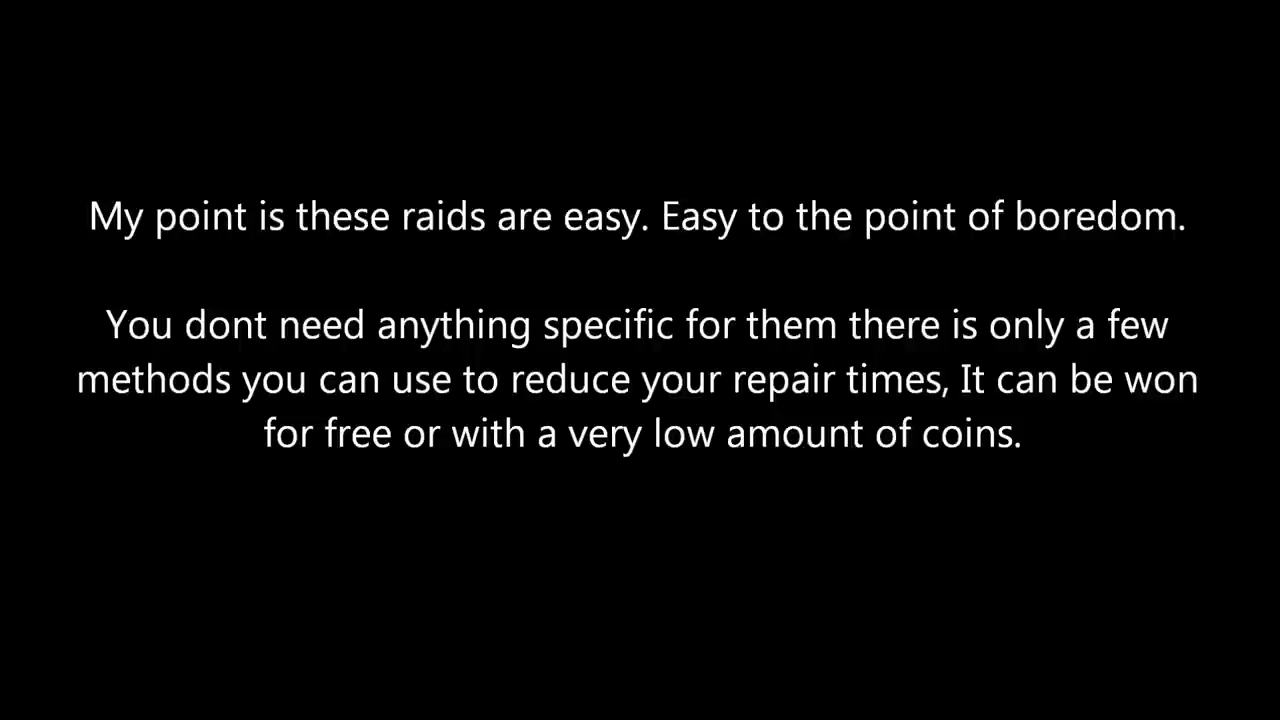 My point is these raids are easy. Easy to the point of boredom.
You dont need anything specific for them there is only a few
methods you can use to reduce your repair times, It can be won
for free or with a very low amount of coins.